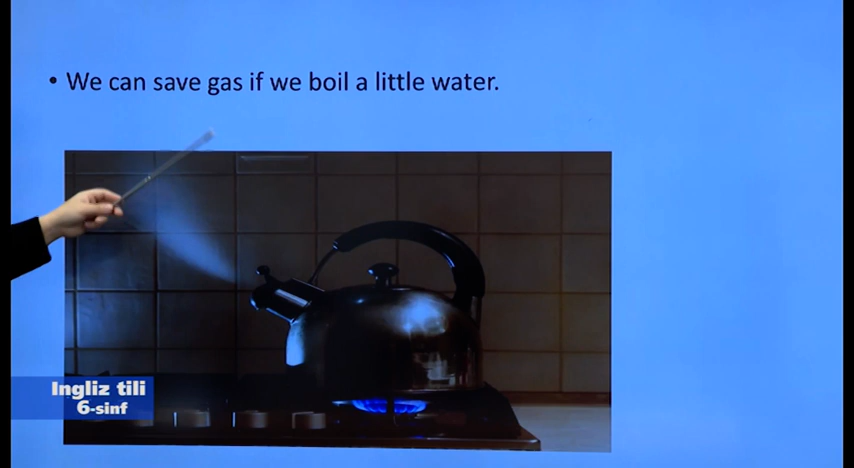 • We can save gas if we boil a little water.
Ingliz tili
6-sinf